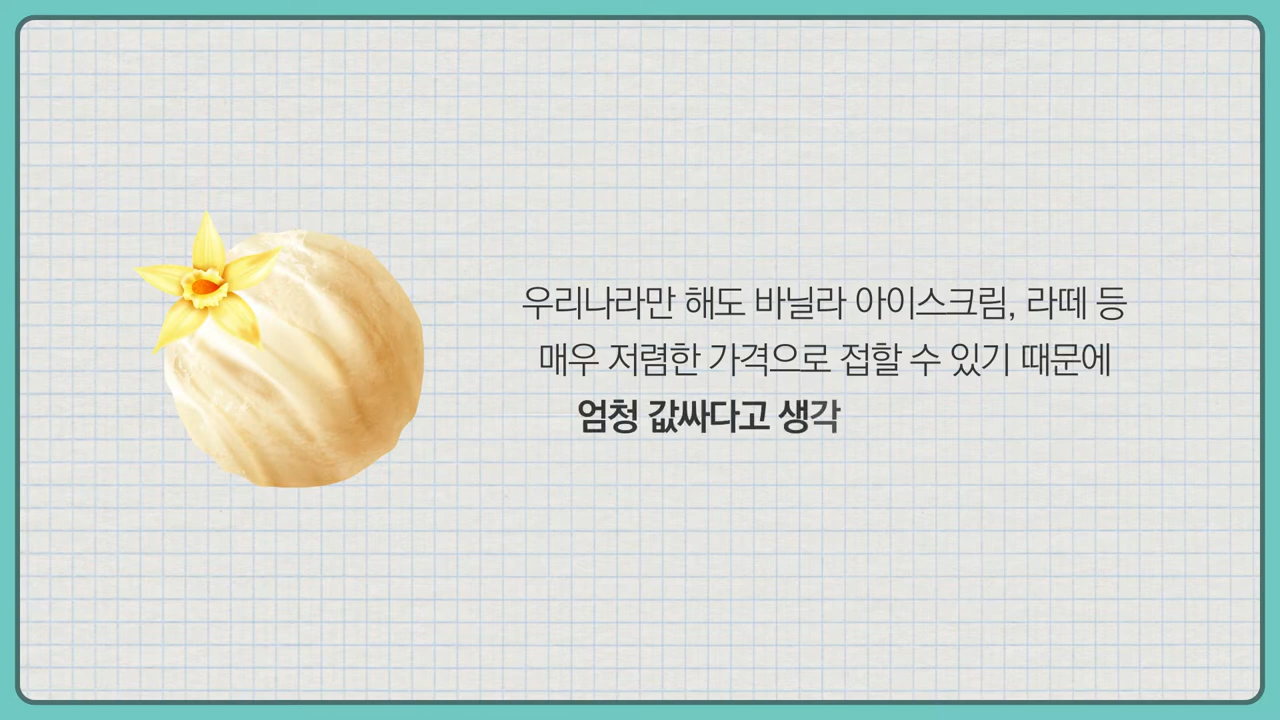 우리나라만 해도 바닐라 아이스크림, 라떼 등
매우 저렴한 가격으로 접할 수 있기 때문에
엄청 값싸다고 생각